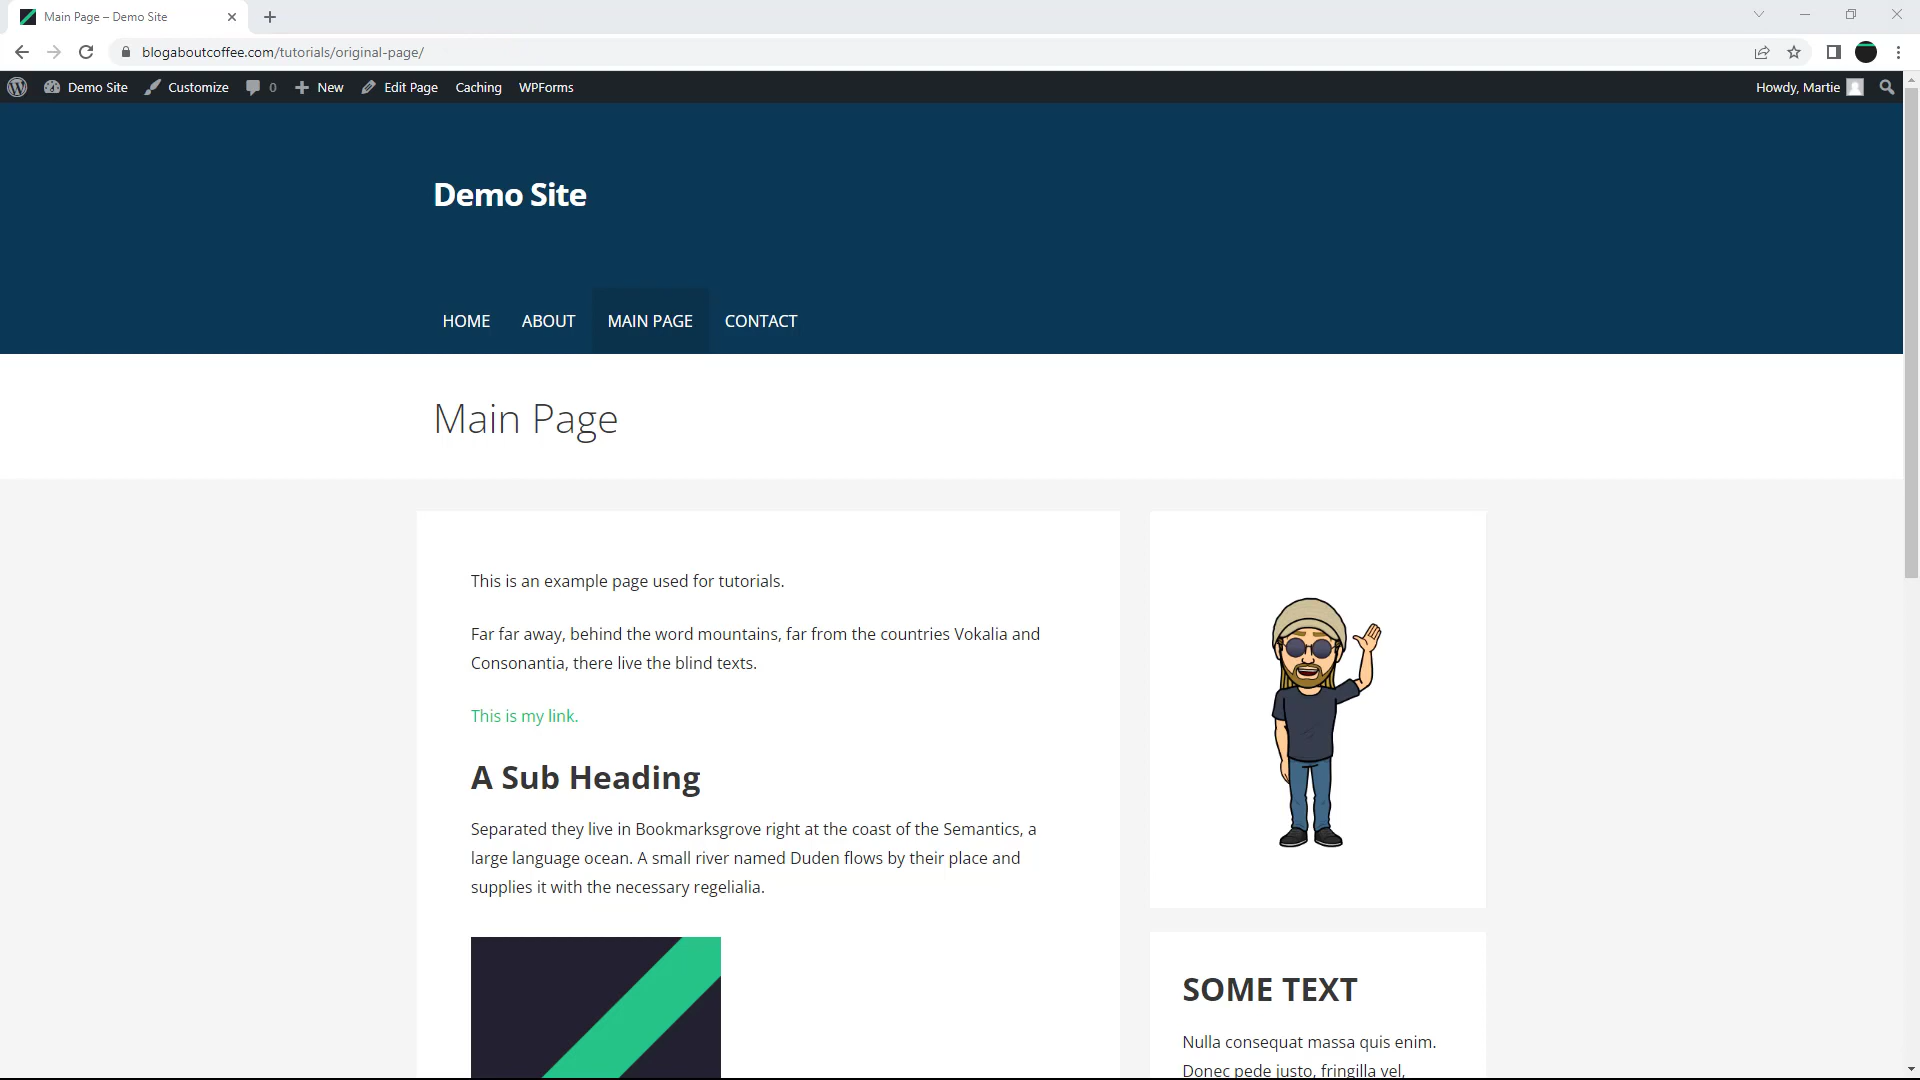 Main Page – Demo Site
blogaboutcoffee.com/tutorials/original-page/
Demo Site Customize 0 New Edit Page Caching WPForms Howdy, Martie
Demo Site
HOME ABOUT MAIN PAGE CONTACT
Main Page
This is an example page used for tutorials.
Far far away, behind the word mountains, far from the countries Vokalia and
Consonantia, there live the blind texts.
This is my link.
A Sub Heading
Separated they live in Bookmarksgrove right at the coast of the Semantics, a
large language ocean. A small river named Duden flows by their place and
supplies it with the necessary regelialia.
SOME TEXT
Nulla consequat massa quis enim.
Donec pede justo, fringilla vel,